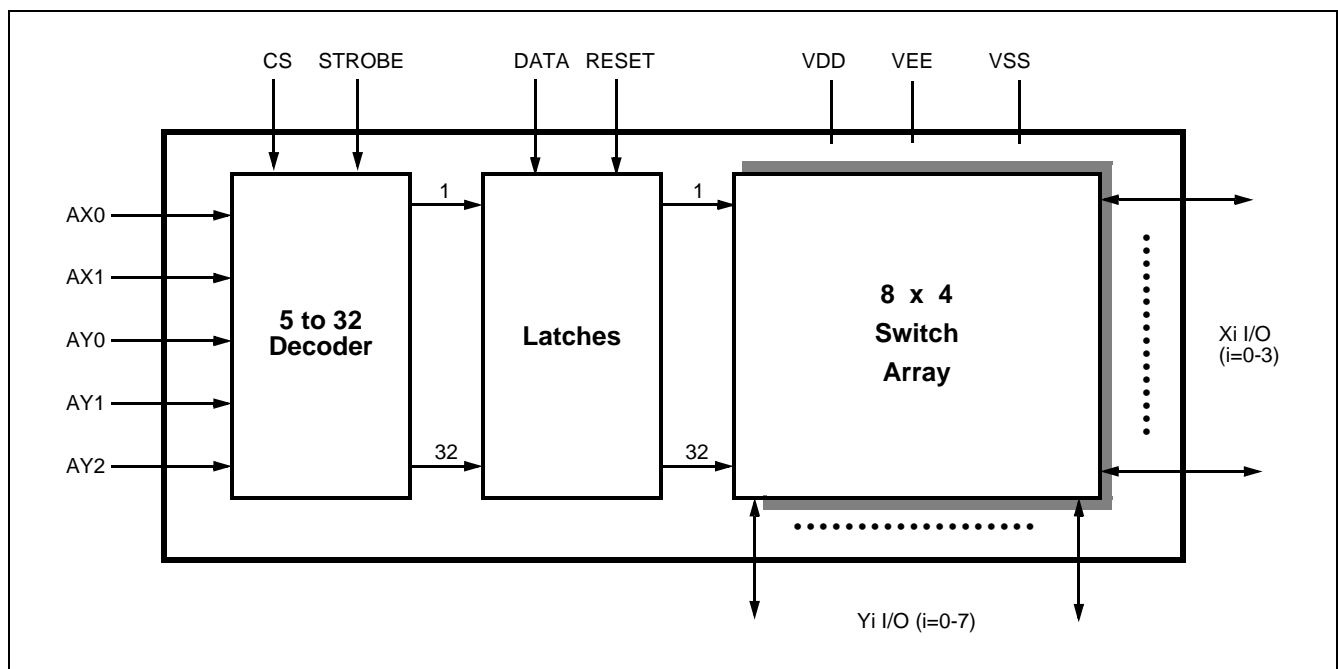 CS STROBE DATA RESET VDD VEE VSS
AX0
AX1
AY0
AY1
AY2
5 to 32
Decoder
1
32
Latches
1
32
8 x 4
Switch
Array
Xi I/O
(i=0-3)
Yi I/O (i=0-7)